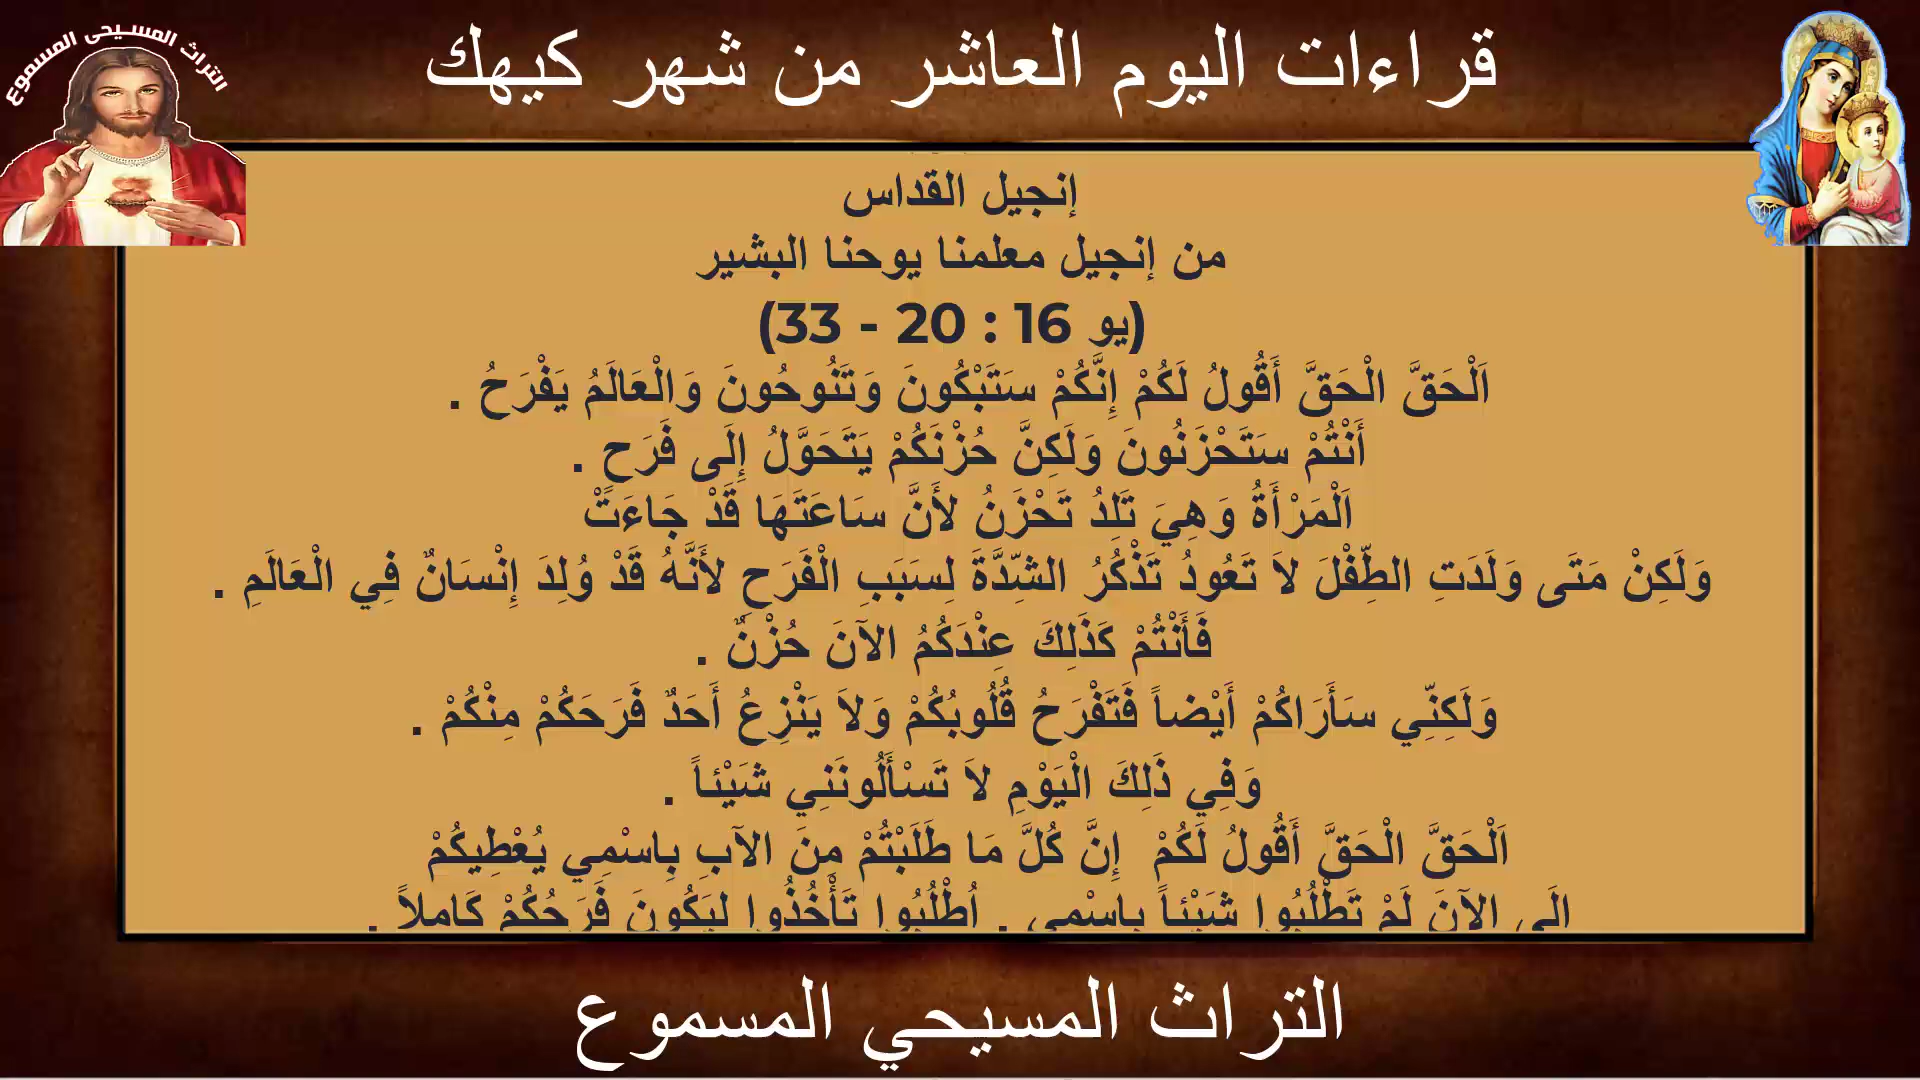 التراث المسيحى المسموع
قراءات اليوم العاشر من شهر كيهك
إنجيل القداس
من إنجيل معلمنا يوحنا البشير
(يو 16 : 20 - 33)
اَلْحَقَّ الْحَقَّ أَقُولُ لَكُمْ إِنَّكُمْ سَتَبْكُونَ وَتَنُوحُونَ وَالْعَالَمُ يَفْرَحُ .
أَنْتُمْ سَتَحْزَنُونَ وَلَكِنَّ حُزْنَكُمْ يَتَحَوَّلُ إِلَى فَرَحٍ .
اَلْمَرْأَةُ وَهِيَ تَلِدُ تَحْزَنُ لأَنَّ سَاعَتَهَا قَدْ جَاءَتْ
وَلَكِنْ مَتَى وَلَدَتِ الطِّفْلَ لاَ تَعُودُ تَذْكُرُ الشِّدَّةَ لِسَبَبِ الْفَرَحِ لأَنَّهُ قَدْ وُلِدَ إِنْسَانٌ فِي الْعَالَمِ .
فَأَنْتُمْ كَذَلِكَ عِنْدَكُمُ الآنَ حُزْنٌ .
وَلَكِنِّي سَأَرَاكُمْ أَيْضاً فَتَفْرَحُ قُلُوبُكُمْ وَلاَ يَنْزِعُ أَحَدٌ فَرَحَكُمْ مِنْكُمْ .
وَفِي ذَلِكَ الْيَوْمِ لاَ تَسْأَلُونَنِي شَيْئاً .
اَلْحَقَّ الْحَقَّ أَقُولُ لَكُمْ إِنَّ كُلَّ مَا طَلَبْتُمْ مِنَ الآبِ بِاسْمِي يُعْطِيكُمْ
إِلَى الآنَ لَمْ تَطْلُبُوا شَيْئاً بِاسْمِي . اُطْلُبُوا تَأْخُذُوا لِيَكُونَ فَرَحُكُمْ كَامِلاً .
التراث المسيحي المسموع